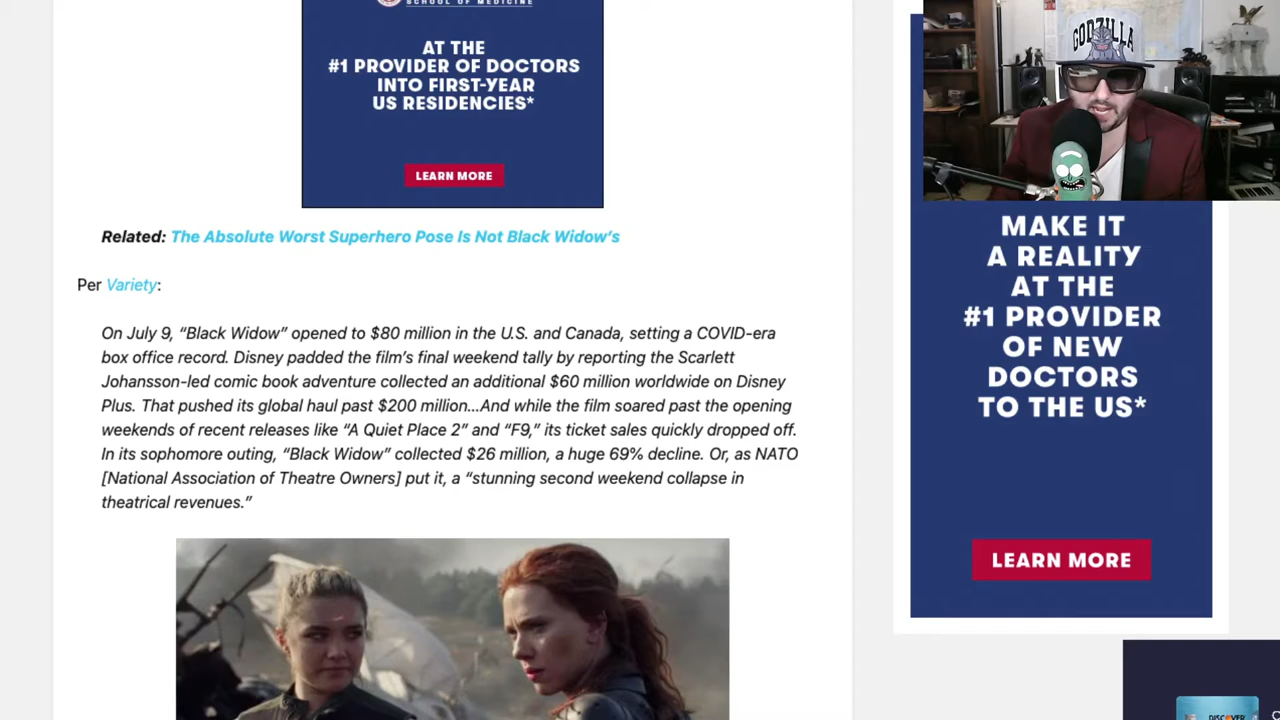 SCHOOL OF MEDICINE
AT THE
#1 PROVIDER OF DOCTORS
INTO FIRST-YEAR
US RESIDENCIES*
LEARN MORE
Related: The Absolute Worst Superhero Pose Is Not Black Widow's
Per Variety:
On July 9, “Black Widow” opened to $80 million in the U.S. and Canada, setting a COVID-era
box office record. Disney padded the film’s final weekend tally by reporting the Scarlett
Johansson-led comic book adventure collected an additional $60 million worldwide on Disney
Plus. That pushed its global haul past $200 million...And while the film soared past the opening
weekends of recent releases like “A Quiet Place 2” and “F9,” its ticket sales quickly dropped off.
In its sophomore outing, “Black Widow” collected $26 million, a huge 69% decline. Or, as NATO
[National Association of Theatre Owners] put it, a “stunning second weekend collapse in
theatrical revenues.”
GODZILLA
MAKE IT
A REALITY
AT THE
#1 PROVIDER
OF NEW
DOCTORS
TO THE US*
LEARN MORE
DISCOVER